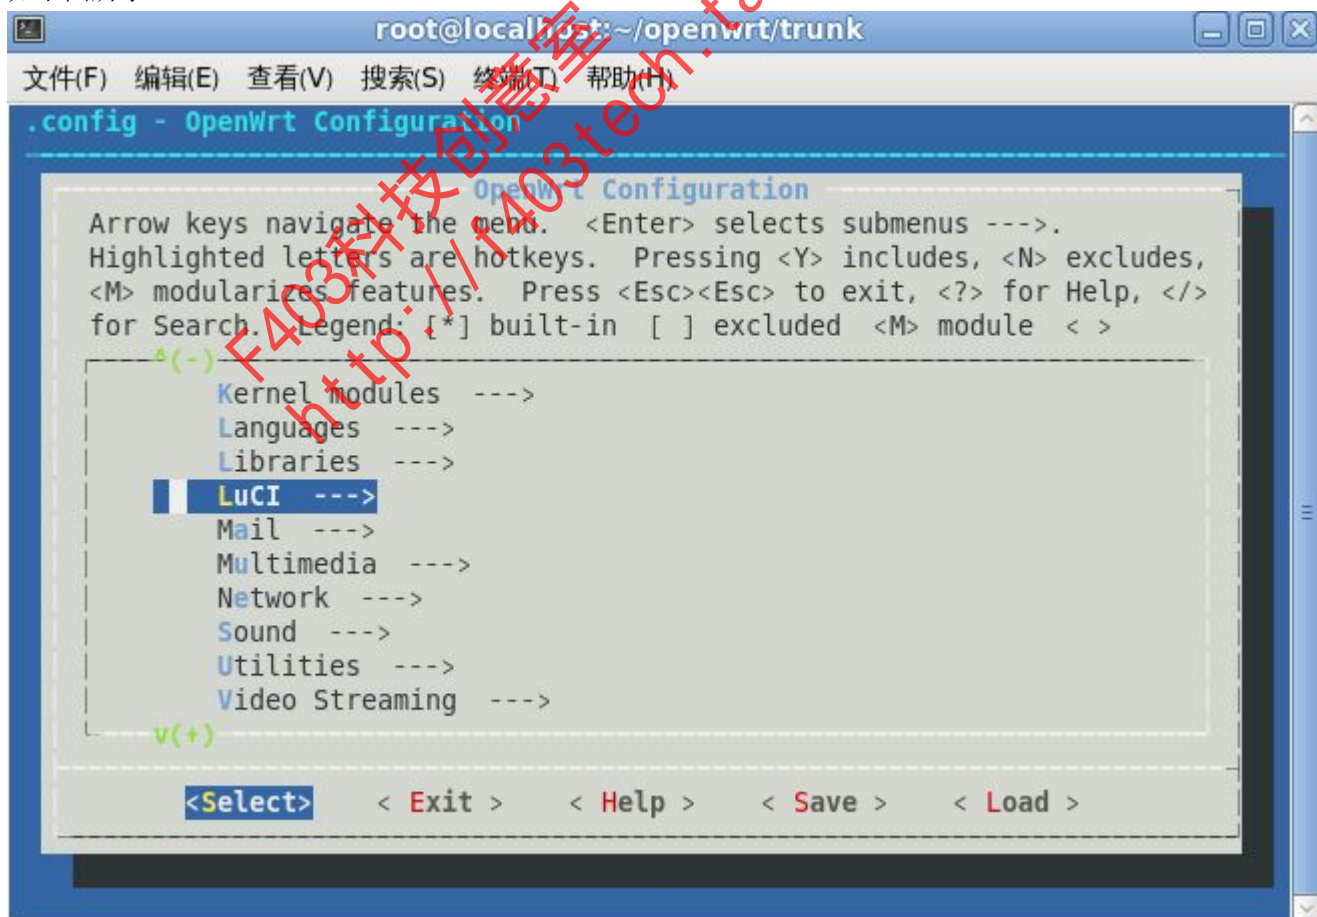 root@localhost:~/openwrt/trunk
文件(F) 编辑(E) 查看(V) 搜索(S) 终端(T) 帮助(H)
.config - OpenWrt Configuration
OpenWrt Configuration
Arrow keys navigate the menu. <Enter> selects submenus --->.
Highlighted letters are hotkeys. Pressing <Y> includes, <N> excludes,
<M> modularizes features. Press <Esc><Esc> to exit, <?> for Help, </>
for Search. Legend: [*] built-in [ ] excluded <M> module < >
^(-)
Kernel modules --->
Languages --->
Libraries --->
LuCI --->
Mail --->
Multimedia --->
Network --->
Sound --->
Utilities --->
Video Streaming --->
v(+)
<Select> < Exit > < Help > < Save > < Load >
F403科技创意室
http://f403tech.ta